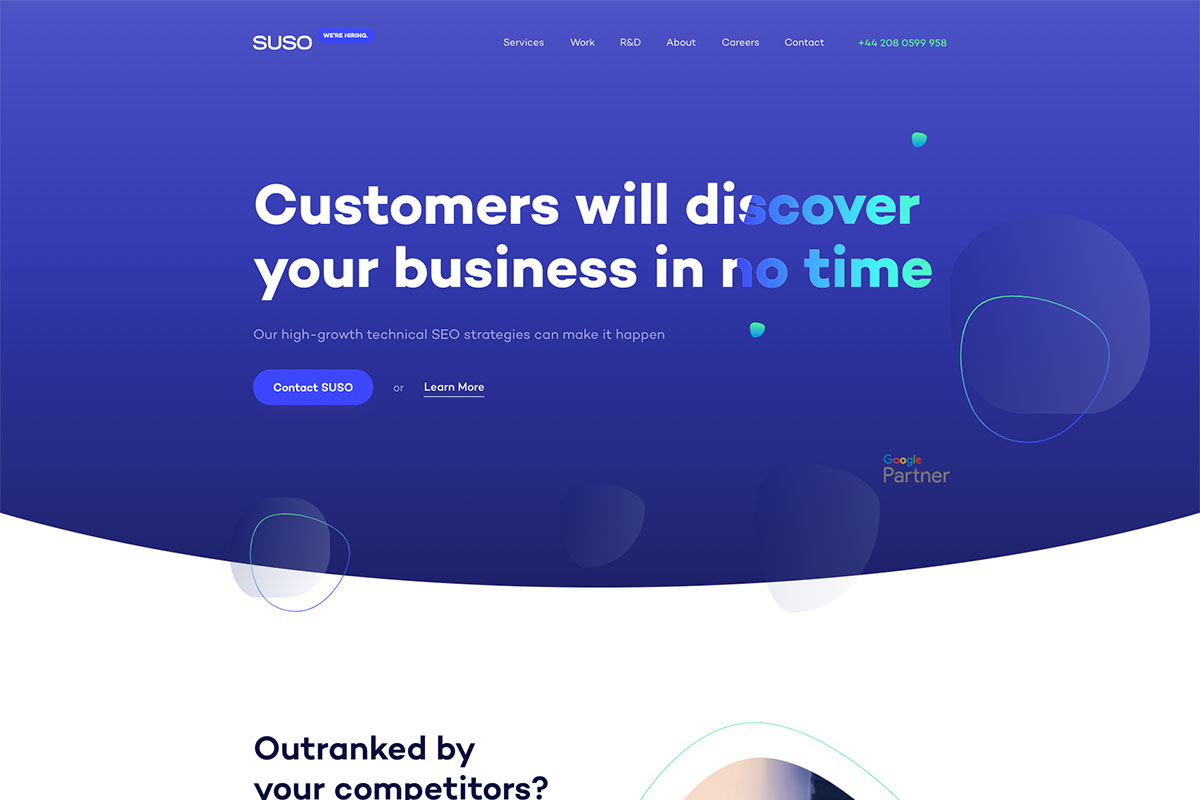 SUSO
WE'RE HIRING.
Services
Work
R&D
About
Careers
Contact
+44 208 0599 958
Customers will discover
your business in no time
Our high-growth technical SEO strategies can make it happen
Contact SUSO
or
Learn More
Google
Partner
Outranked by
your competitors?